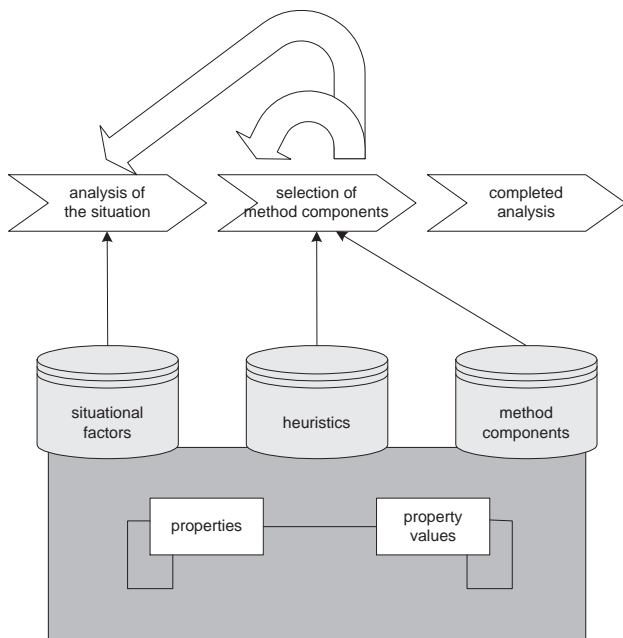 analysis of
the situation
selection of
method components
completed
analysis
situational
factors
heuristics
method
components
properties
property
values